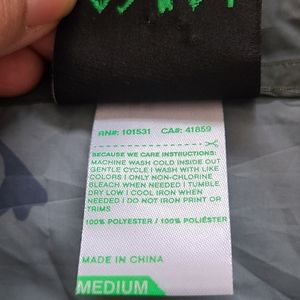 RN#: 101531 CA#: 41859
BECAUSE WE CARE INSTRUCTIONS:
MACHINE WASH COLD INSIDE OUT
GENTLE CYCLE I WASH WITH LIKE
COLORS I ONLY NON-CHLORINE
BLEACH WHEN NEEDED I TUMBLE
DRY LOW I COOL IRON WHEN
NEEDED I DO NOT IRON PRINT OR
TRIMS
100% POLYESTER / 100% POLIÉSTER
MADE IN CHINA
MEDIUM